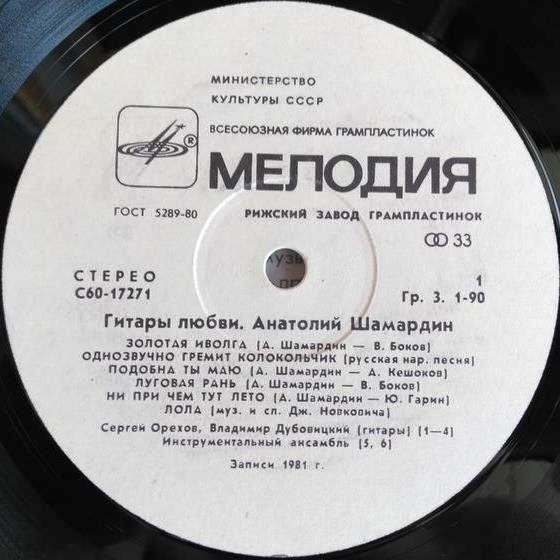 МИНИСТЕРСТВО
КУЛЬТУРЫ СССР
ВСЕСОЮЗНАЯ ФИРМА ГРАМПЛАСТИНОК
®
МЕЛОДИЯ
ГОСТ 5289-80 РИЖСКИЙ ЗАВОД ГРАМПЛАСТИНОК
33
СТЕРЕО 1
С60-17271 Гр. 3. 1-90
Гитары любви. Анатолий Шамардин
ЗОЛОТАЯ ИВОЛГА (А. Шамардин — В. Боков)
ОДНОЗВУЧНО ГРЕМИТ КОЛОКОЛЬЧИК (русская нар. песня)
ПОДОБНА ТЫ МАЮ (А. Шамардин — А. Кешоков)
ЛУГОВАЯ РАНЬ (А. Шамардин — В. Боков)
НИ ПРИ ЧЕМ ТУТ ЛЕТО (А. Шамардин — Ю. Гарин)
ЛОЛА (муз. и сл. Дж. Новковича)
Сергей Орехов, Владимир Дубовицкий (гитары) (1—4)
Инструментальный ансамбль (5, 6)
Записи 1981 г.